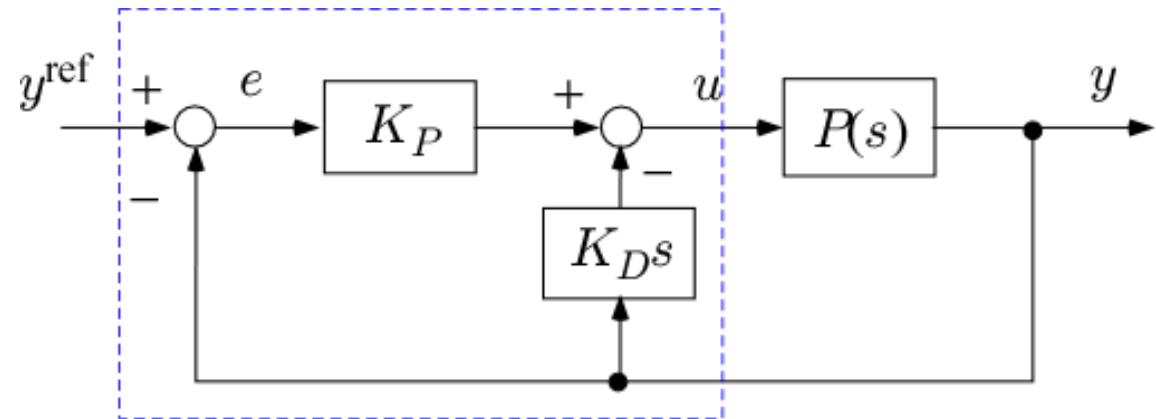 y^ref + e K_P + u P(s) y
− −
K_D s